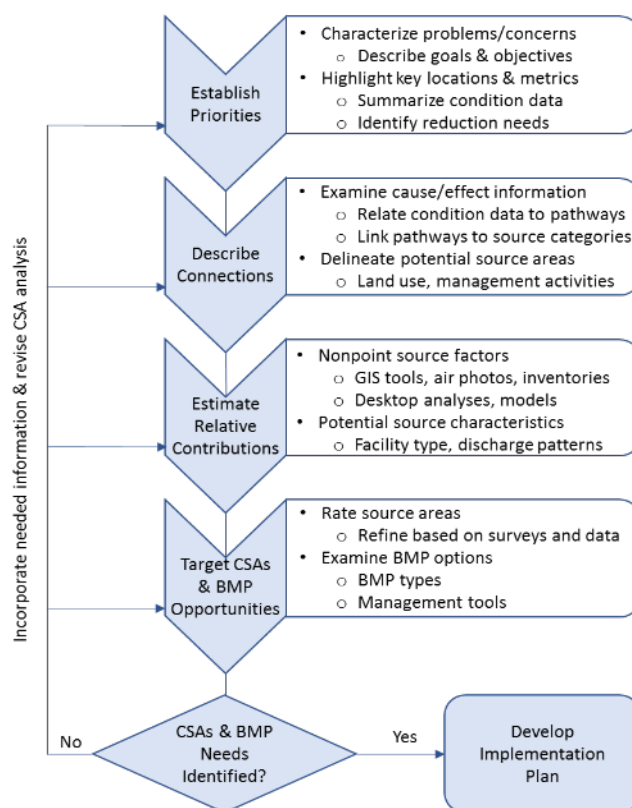 • Characterize problems/concerns
o Describe goals & objectives
• Highlight key locations & metrics
o Summarize condition data
o Identify reduction needs
Establish
Priorities
• Examine cause/effect information
o Relate condition data to pathways
o Link pathways to source categories
• Delineate potential source areas
o Land use, management activities
Describe
Connections
• Nonpoint source factors
o GIS tools, air photos, inventories
o Desktop analyses, models
• Potential source characteristics
o Facility type, discharge patterns
Estimate
Relative
Contributions
• Rate source areas
o Refine based on surveys and data
• Examine BMP options
o BMP types
o Management tools
Target CSAs
& BMP
Opportunities
Incorporate needed information & revise CSA analysis
No
CSAs & BMP
Needs
Identified?
Yes
Develop
Implementation
Plan